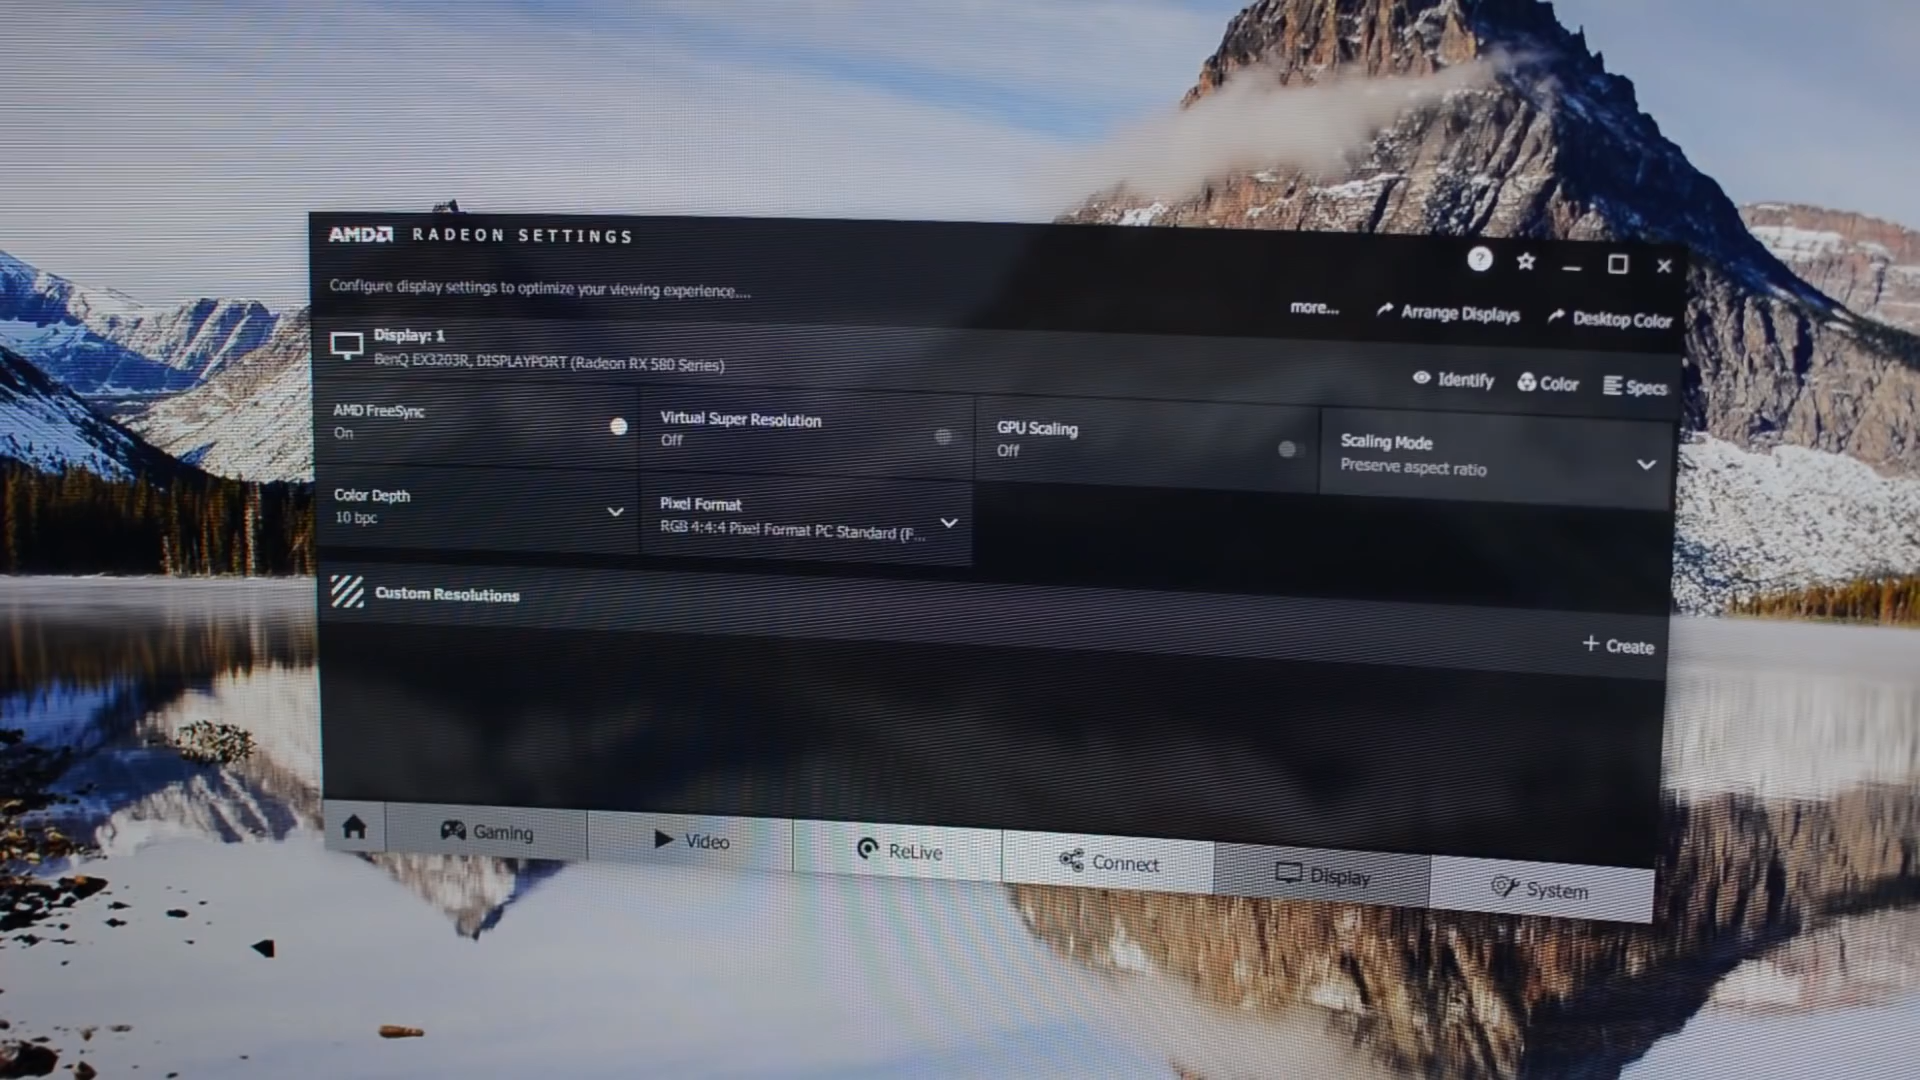 AMD RADEON SETTINGS
Configure display settings to optimize your viewing experience....
more... Arrange Displays Desktop Color
Display: 1
BenQ EX3203R, DISPLAYPORT (Radeon RX 580 Series)
Identify Color Specs
AMD FreeSync
On
Virtual Super Resolution
Off
GPU Scaling
Off
Scaling Mode
Preserve aspect ratio
Color Depth
10 bpc
Pixel Format
RGB 4:4:4 Pixel Format PC Standard (F...
Custom Resolutions
+ Create
Gaming Video ReLive Connect Display System